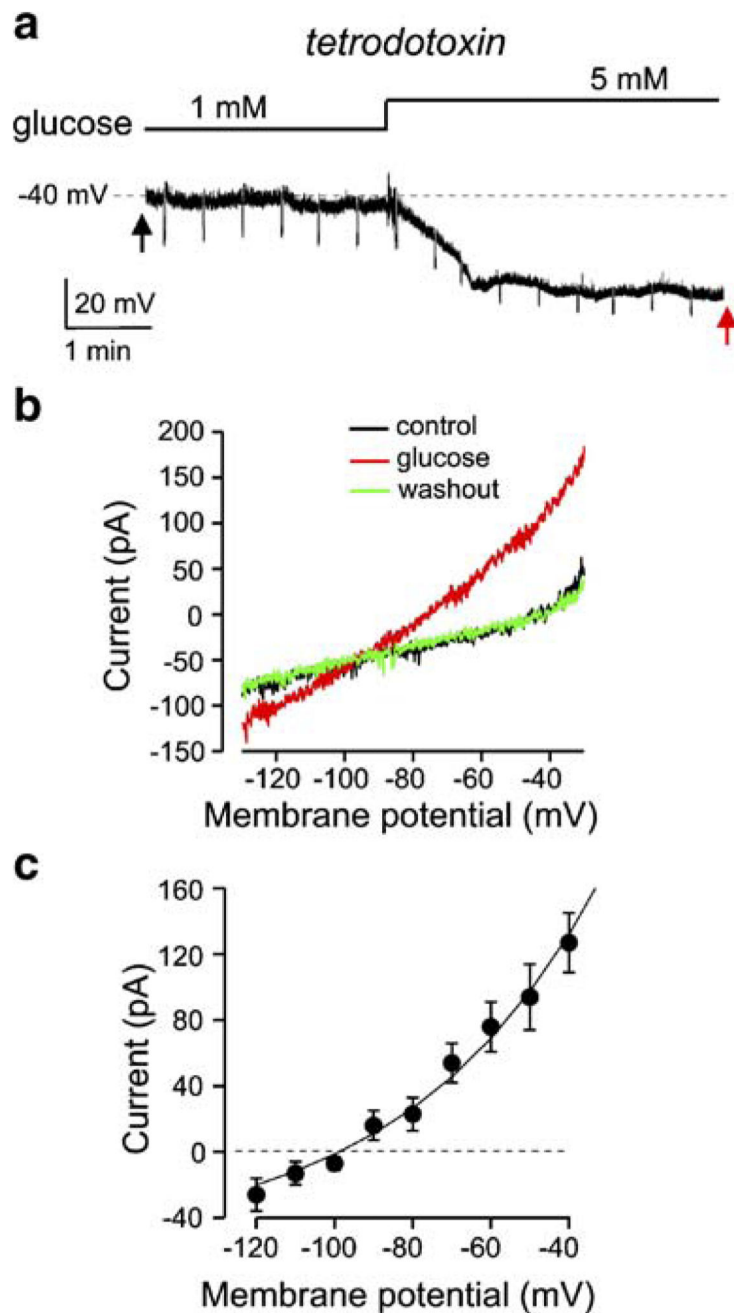 a
tetrodotoxin
1 mM
5 mM
glucose
-40 mV
20 mV
1 min
b
control
glucose
washout
200
150
100
50
0
-50
-100
-150
Current (pA)
-120 -100 -80 -60 -40
Membrane potential (mV)
c
160
120
80
40
0
-40
Current (pA)
-120 -100 -80 -60 -40
Membrane potential (mV)